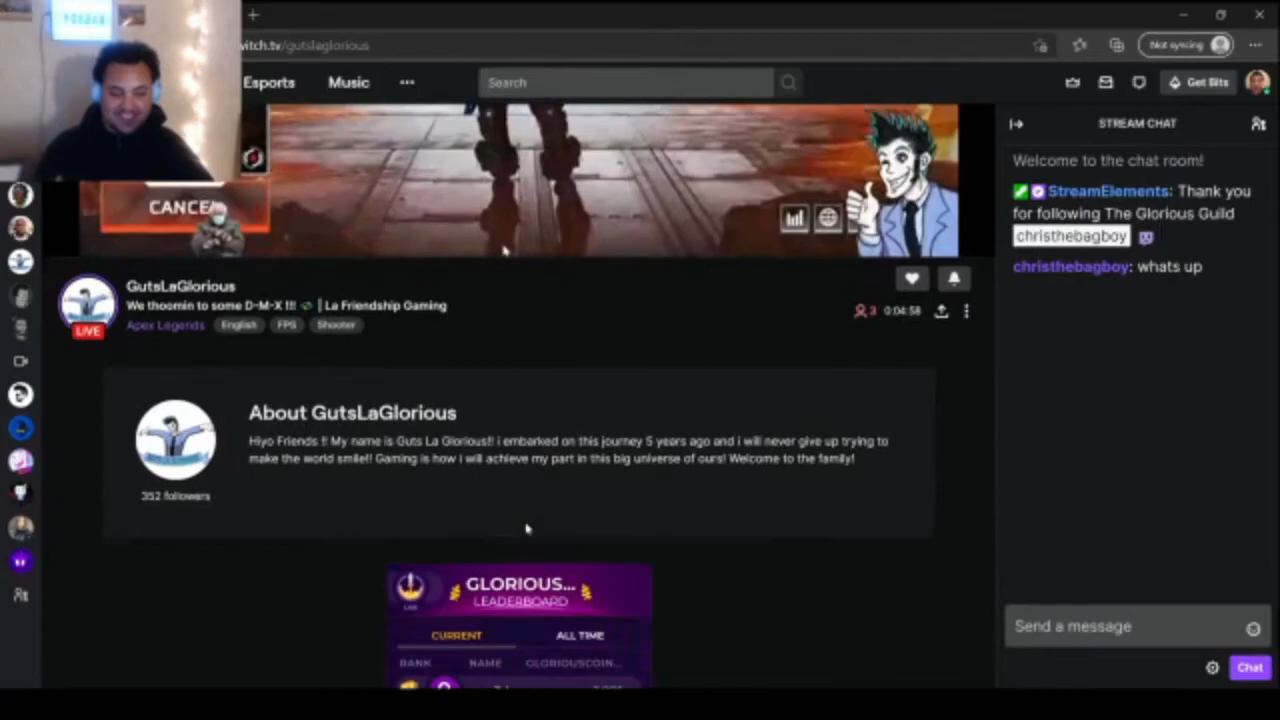 witch.tv/gutslaglorious
Not syncing
Esports
Music
Search
Get Bits
CANCEL
LIVE
GutsLaGlorious
We thoomin to some D-M-X !!! | La Friendship Gaming
Apex Legends
English
FPS
Shooter
3
0:04:58
About GutsLaGlorious
Hiyo Friends !! My name is Guts La Glorious!! i embarked on this journey 5 years ago and i will never give up trying to
make the world smile!! Gaming is how i will achieve my part in this big universe of ours! Welcome to the family!
352 followers
GLORIOUS...
LEADERBOARD
CURRENT
ALL TIME
RANK
NAME
GLORIOUSCOIN...
STREAM CHAT
Welcome to the chat room!
StreamElements: Thank you
for following The Glorious Guild
christhebagboy
christhebagboy: whats up
Send a message
Chat